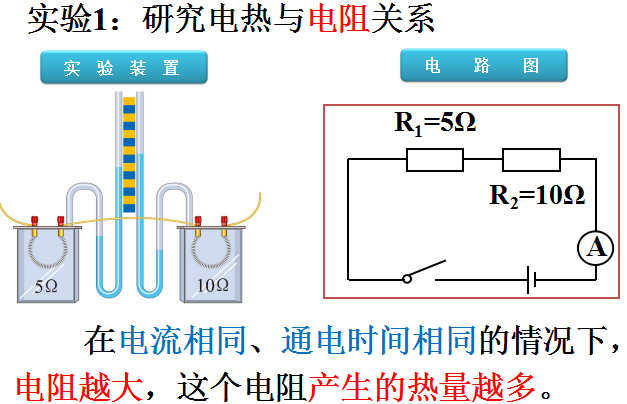 实验1：研究电热与电阻关系
实 验 装 置
电 路 图
R₁=5Ω
R₂=10Ω
A
5Ω
10Ω
在电流相同、通电时间相同的情况下，
电阻越大，这个电阻产生的热量越多。